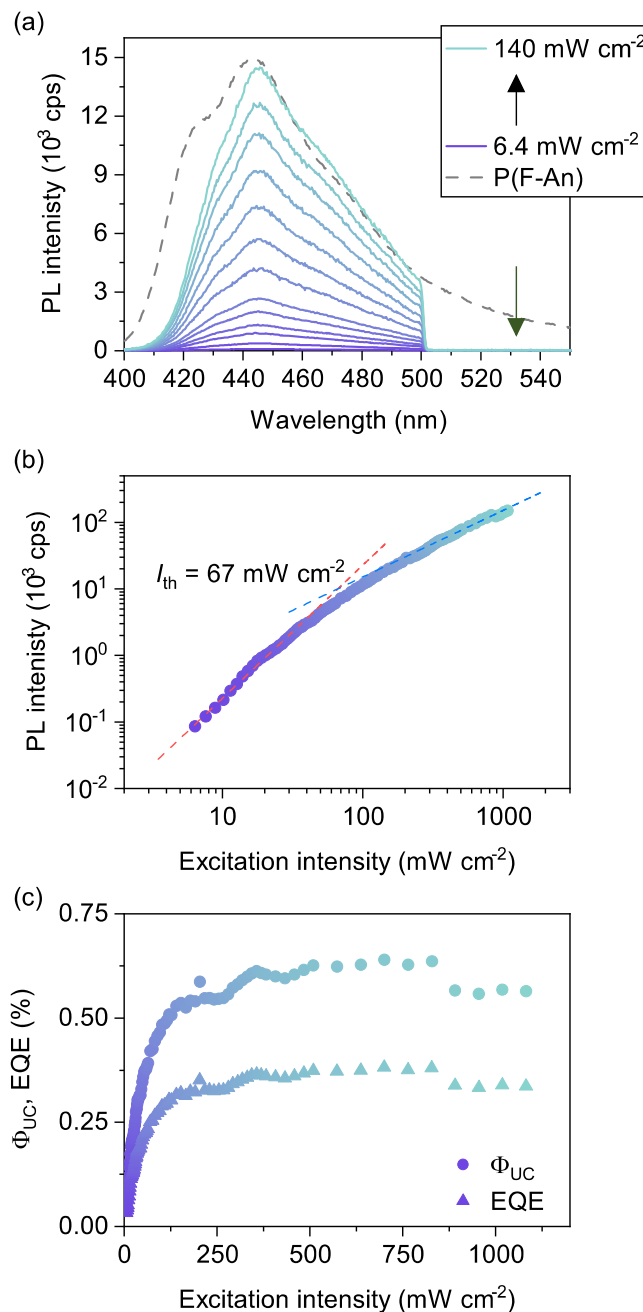 (a)
15
12
9
6
3
0
PL intenisty (10³ cps)
140 mW cm⁻²
6.4 mW cm⁻²
P(F-An)
400 420 440 460 480 500 520 540
Wavelength (nm)
(b)
10²
10¹
10⁰
10⁻¹
10⁻²
PL intenisty (10³ cps)
I_th = 67 mW cm⁻²
10 100 1000
Excitation intensity (mW cm⁻²)
(c)
0.75
0.50
0.25
0.00
Φ_UC, EQE (%)
Φ_UC
EQE
0 250 500 750 1000
Excitation intensity (mW cm⁻²)